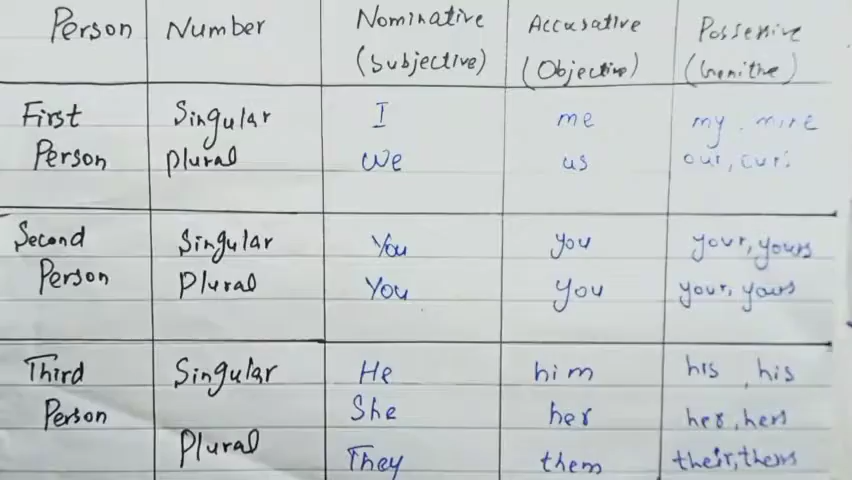 Person Number Nominative Accusative Possessive
(Subjective) (Objective) (Genitive)
First Singular I me my, mine
Person Plural We us our, ours
Second Singular You you your, yours
Person Plural You you your, yours
Third Singular He him his, his
Person She her her, hers
Plural They them their, theirs